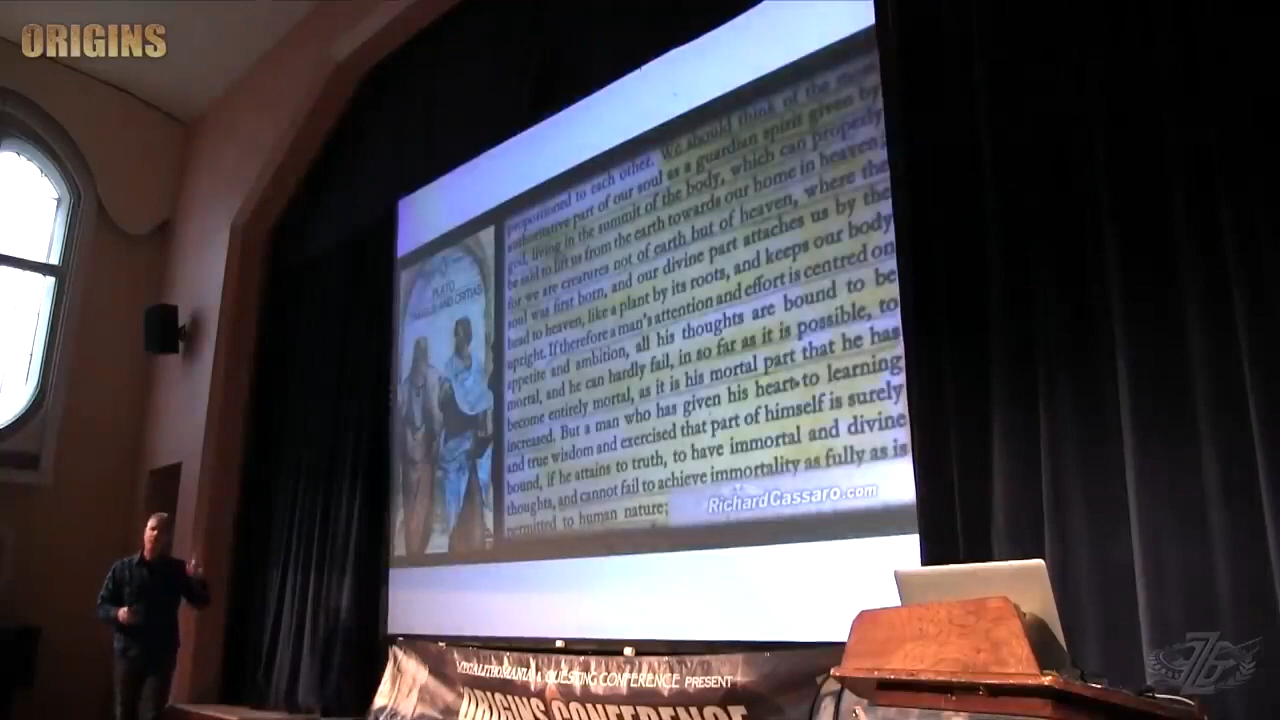 ORIGINS
proportioned to each other. We should think of the most
authoritative part of our soul as a guardian spirit given by
god, living in the summit of the body, which can properly
be said to lift us from the earth towards our home in heaven;
for we are creatures not of earth but of heaven, where the
soul was first born, and our divine part attaches us by the
head to heaven, like a plant by its roots, and keeps our body
upright. If therefore a man's attention and effort is centred on
appetite and ambition, all his thoughts are bound to be
mortal, and he can hardly fail, in so far as it is possible, to
become entirely mortal, as it is his mortal part that he has
increased. But a man who has given his heart to learning
and true wisdom and exercised that part of himself is surely
bound, if he attains to truth, to have immortal and divine
thoughts, and cannot fail to achieve immortality as fully as is
permitted to human nature;
PLATO
TIMAEUS AND CRITIAS
RichardCassaro.com
MEGALITHOMANIA & QUESTING CONFERENCE PRESENT
ORIGINS CONFERENCE